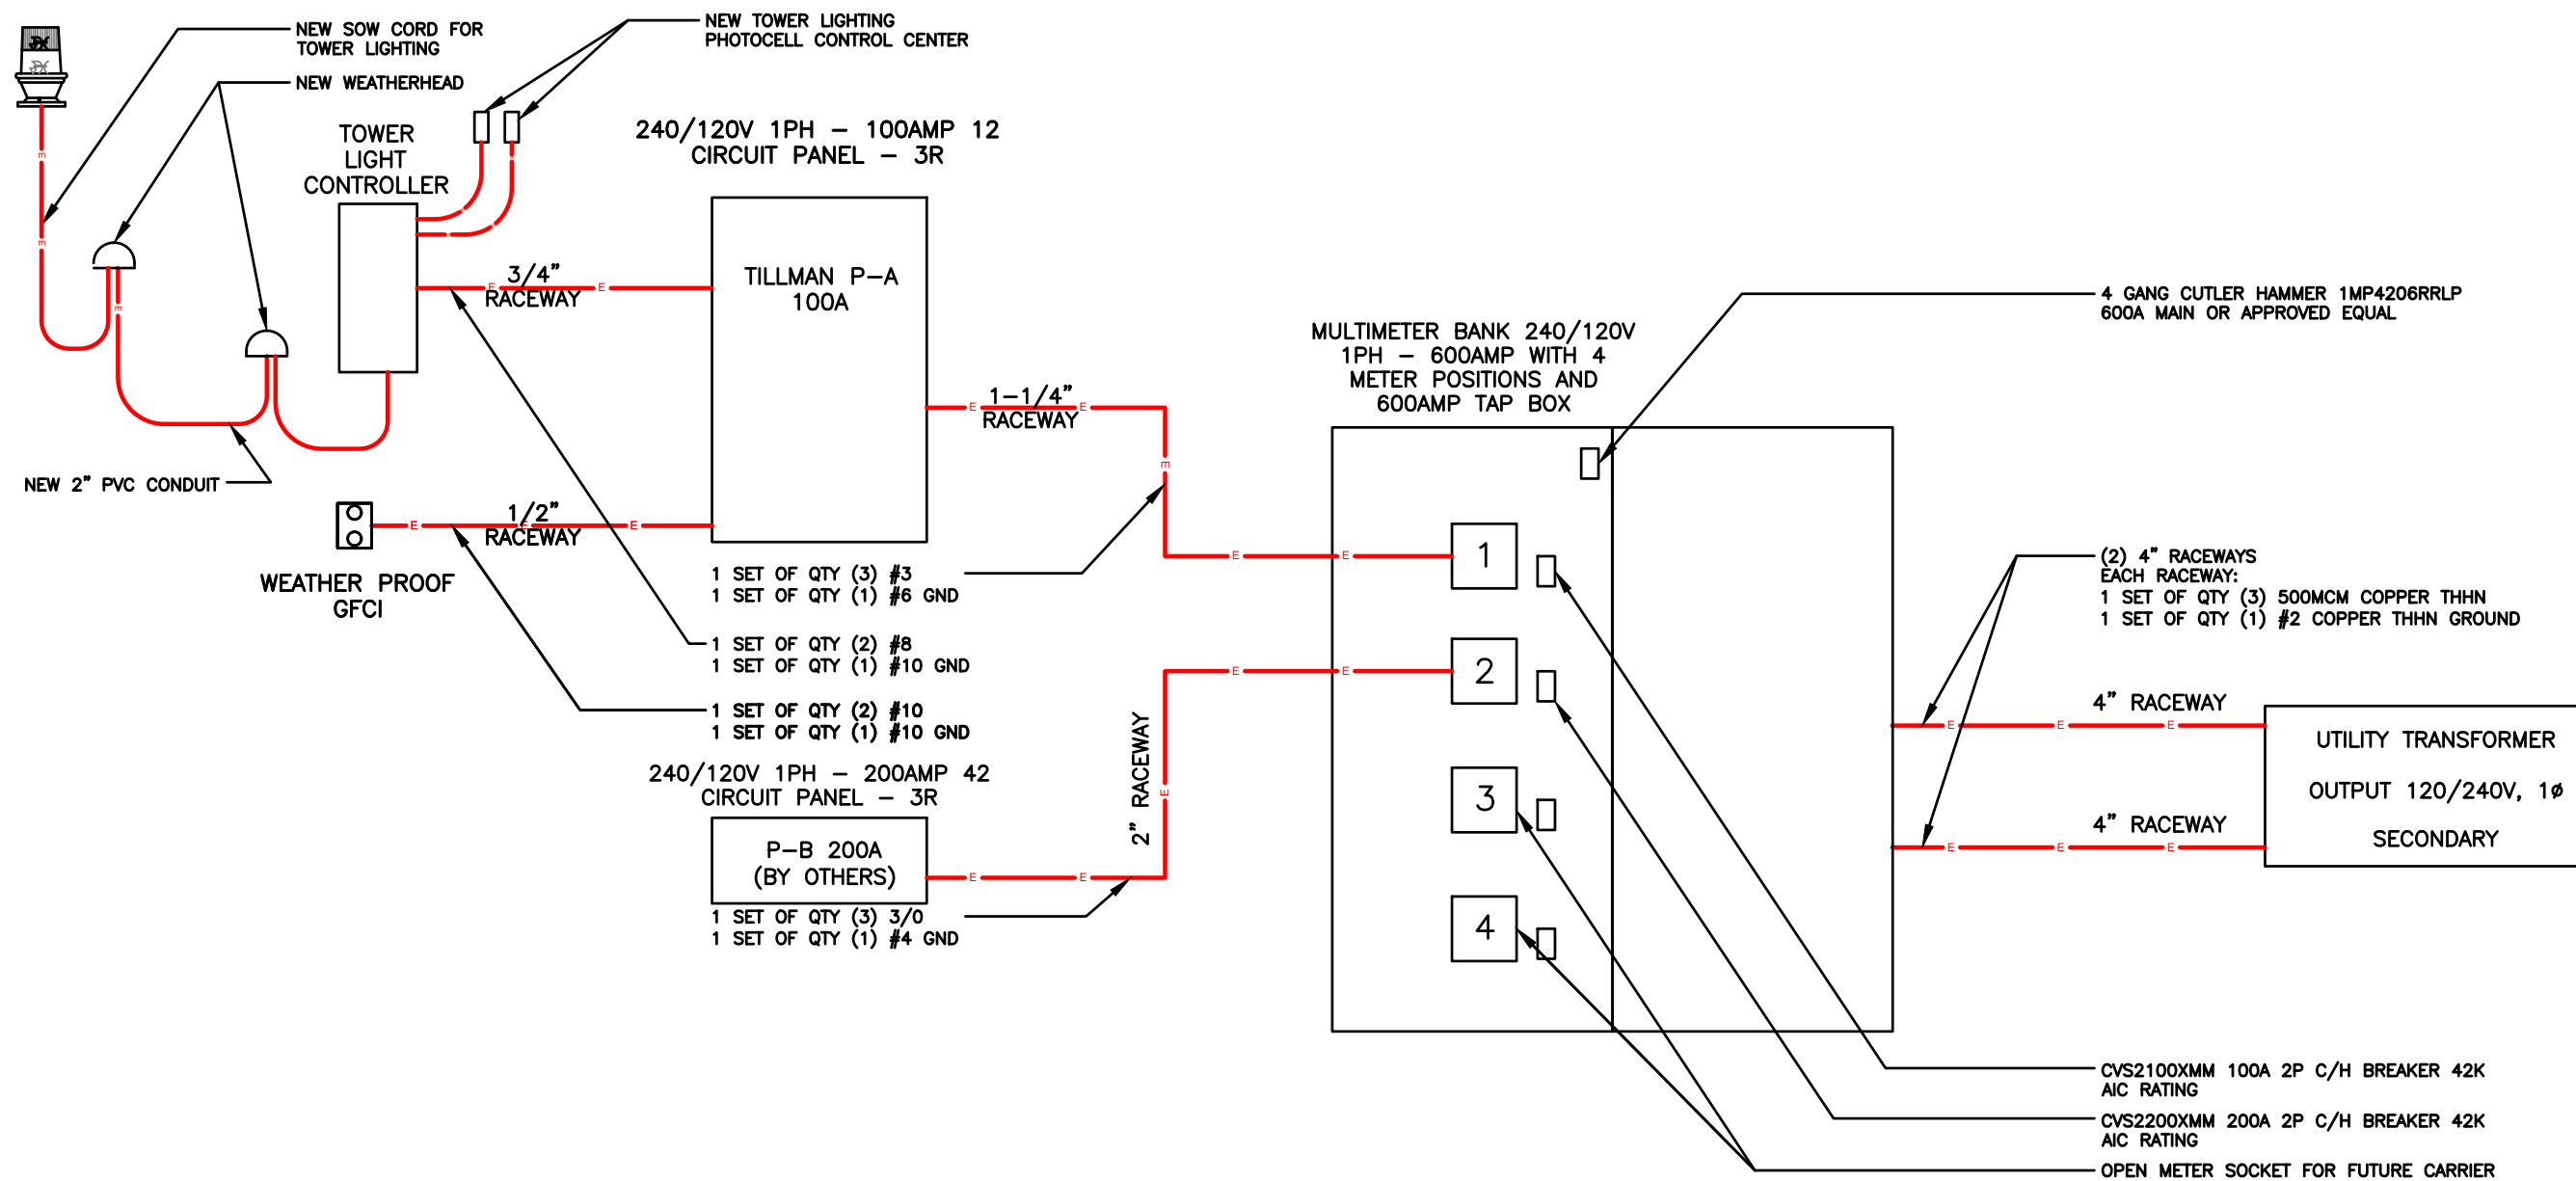 NEW SOW CORD FOR
TOWER LIGHTING
NEW WEATHERHEAD
NEW TOWER LIGHTING
PHOTOCELL CONTROL CENTER
TOWER
LIGHT
CONTROLLER
240/120V 1PH – 100AMP 12
CIRCUIT PANEL – 3R
TILLMAN P–A
100A
3/4"
RACEWAY
NEW 2" PVC CONDUIT
1/2"
RACEWAY
WEATHER PROOF
GFCI
1–1/4"
RACEWAY
1 SET OF QTY (3) #3
1 SET OF QTY (1) #6 GND
1 SET OF QTY (2) #8
1 SET OF QTY (1) #10 GND
1 SET OF QTY (2) #10
1 SET OF QTY (1) #10 GND
240/120V 1PH – 200AMP 42
CIRCUIT PANEL – 3R
P–B 200A
(BY OTHERS)
1 SET OF QTY (3) 3/0
1 SET OF QTY (1) #4 GND
2" RACEWAY
MULTIMETER BANK 240/120V
1PH – 600AMP WITH 4
METER POSITIONS AND
600AMP TAP BOX
1
2
3
4
4 GANG CUTLER HAMMER 1MP4206RRLP
600A MAIN OR APPROVED EQUAL
(2) 4" RACEWAYS
EACH RACEWAY:
1 SET OF QTY (3) 500MCM COPPER THHN
1 SET OF QTY (1) #2 COPPER THHN GROUND
4" RACEWAY
4" RACEWAY
UTILITY TRANSFORMER
OUTPUT 120/240V, 1ø
SECONDARY
CVS2100XMM 100A 2P C/H BREAKER 42K
AIC RATING
CVS2200XMM 200A 2P C/H BREAKER 42K
AIC RATING
OPEN METER SOCKET FOR FUTURE CARRIER